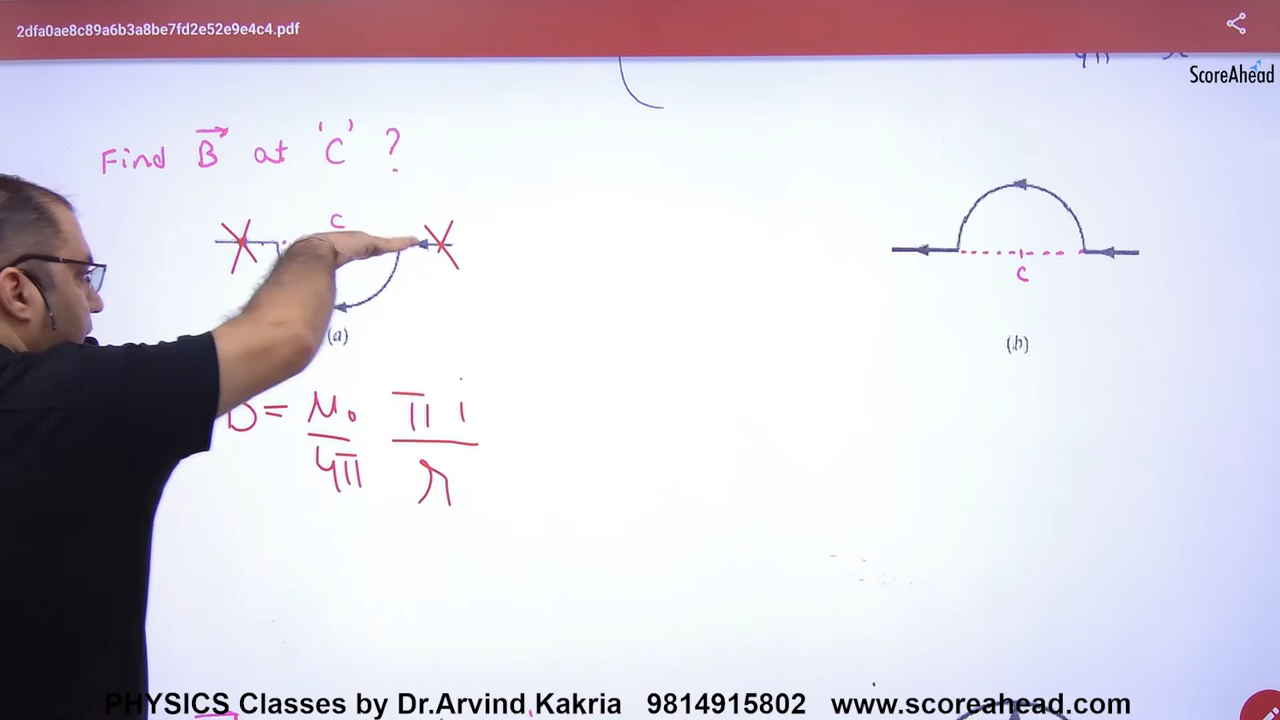 2dfa0ae8c89a6b3a8be7fd2e52e9e4c4.pdf
ScoreAhead
Find B⃗ at 'C' ?
C
C
(a)
(b)
B = μ₀/4π πi/r
PHYSICS Classes by Dr.Arvind Kakria 9814915802 www.scoreahead.com